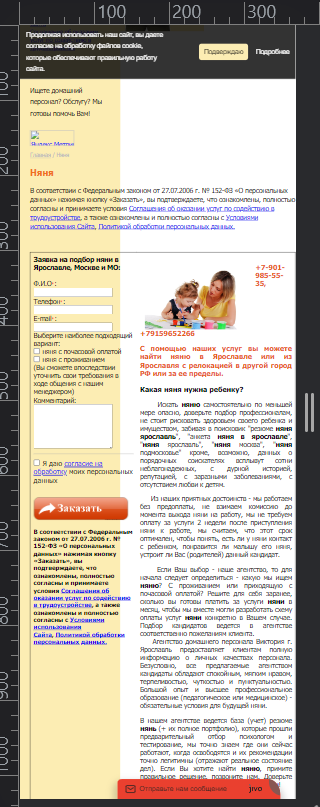 100
200
300
Продолжая использовать наш сайт, вы даете
согласие на обработку файлов cookie,
которые обеспечивают правильную работу
сайта.
Подтверждаю
Подробнее
Ищете домашний
персонал? Обслугу? Мы
готовы помочь Вам!
Яндекс.Метри
Главная / Няня
Няня
В соответствии с Федеральным законом от 27.07.2006 г. № 152-ФЗ «О персональных
данных» нажимая кнопку «Заказать», вы подтверждаете, что ознакомлены, полностью
согласны и принимаете условия Соглашения об оказании услуг по содействию в
трудоустройстве, а также ознакомлены и полностью согласны с Условиями
использования Сайта, Политикой обработки персональных данных.
Заявка на подбор няни в
Ярославле, Москве и МО:
Ф.И.О·:
Телефон·:
E-mail·:
Выберите наиболее подходящий
вариант:
няня с почасовой оплатой
няня с проживанием
(Вы сможете впоследствии
уточнить свои требования в
ходе общения с нашим
менеджером)
Комментарий:
Я даю согласие на
обработку моих персональных
данных
Заказать
В соответствии с Федеральным
законом от 27.07.2006 г. №
152-ФЗ «О персональных
данных» нажимая кнопку
«Заказать», вы
подтверждаете, что
ознакомлены, полностью
согласны и принимаете
условия Соглашения об
оказании услуг по содействию
в трудоустройстве, а также
ознакомлены и полностью
согласны с Условиями
использования
Сайта, Политикой обработки
персональных данных.
+7-901-
985-55-
35,
+79159652266
С помощью наших услуг вы можете
найти няню в Ярославле или из
Ярославля с релокацией в другой город
РФ или за ее пределы.
Какая няня нужна ребенку?
Искать няню самостоятельно по меньшей
мере опасно, доверьте подбор профессионалам,
не стоит рисковать здоровьем своего ребенка и
имуществом, забивая в поисковик "резюме няня
ярославль", "анкета няня в ярославле",
"няня ярославль", "няня москва", "няня
подмосковье" кроме, возможно, данных о
порядочных соискателях всплывут сотни
неблагонадежных, с дурной историей,
репутацией, с заразными заболеваниями, с
отсутствием любви к детям.
Из наших приятных достоинств - мы работаем
без предоплаты, не взимаем комиссию до
момента выхода няни на работу, мы не требуем
оплату за услуги 2 недели после приступления
няни к работе, мы считаем, что этот срок
оптимален, чтобы понять, есть ли у няни контакт
с ребенком, понравится ли малышу его няня,
устроит ли Вас (родителей) данный кандидат.
Если Ваш выбор - наше агентство, то для
начала следует определиться - какую мы ищем
няню? С проживанием или приходящую с
почасовой оплатой? Решите для себя заранее,
сколько вы готовы платить за услуги няни в
месяц, чтобы мы вместе могли разработать схему
оплаты услуг няни конкретно в Вашем случае.
Подбор кандидатов ведется в агентстве
соответственно пожеланиям клиента.
Агентство домашнего персонала Виктория г.
Ярославль предоставляет клиентам полную
информацию о личных качествах персонала.
Безусловно, все предлагаемые агентством
кандидаты обладают спокойным, мягким нравом,
терпеливостью, чуткостью и пунктуальностью.
Большой опыт и высшее профессиональное
образование (педагогическое или медицинское) -
обязательные условия для будущей няни.
В нашем агентстве ведется база (учет) резюме
нянь (+ их полное портфолио), которые прошли
предварительный отбор психологом и
тестирование, мы точно знаем где они сейчас
работают, когда освободятся и их рекомендации
точно легитимны (отражают реальное состояние
дел). Если Вы хотите найти няню, примите
правильное решение, позвоните нам. Доверьте
Отправьте нам сообщение
jivo